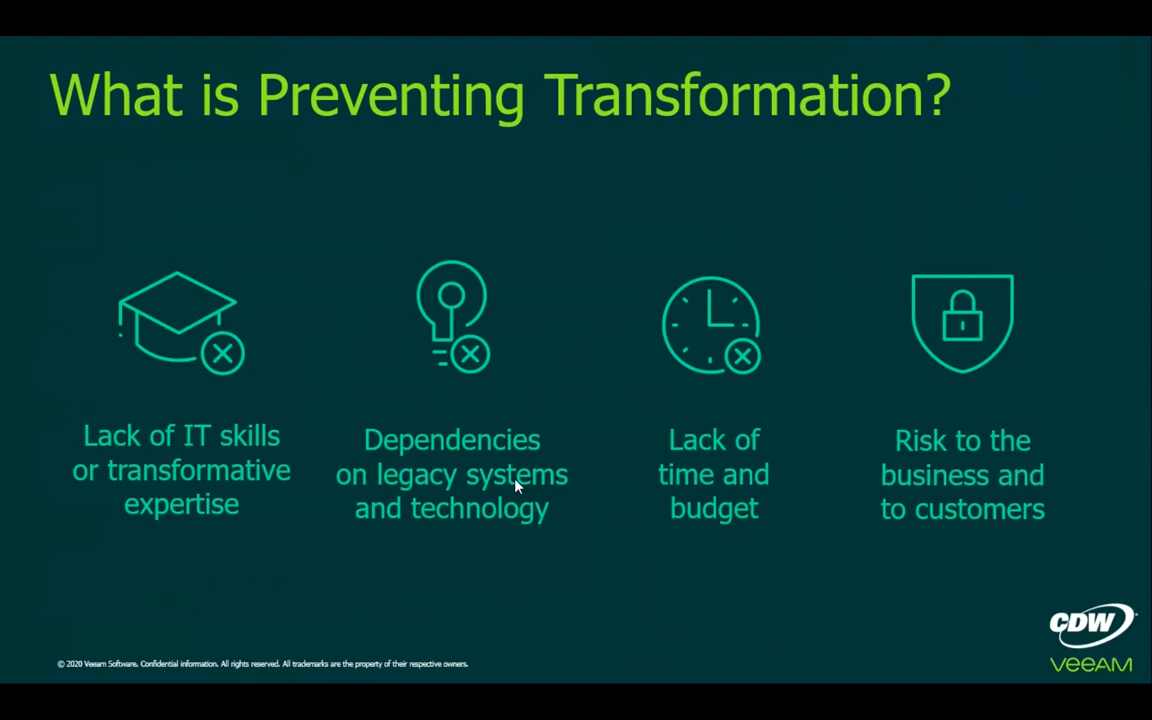 What is Preventing Transformation?
Lack of IT skills
or transformative
expertise
Dependencies
on legacy systems
and technology
Lack of
time and
budget
Risk to the
business and
to customers
© 2020 Veeam Software. Confidential information. All rights reserved. All trademarks are the property of their respective owners.
CDW
VEEAM